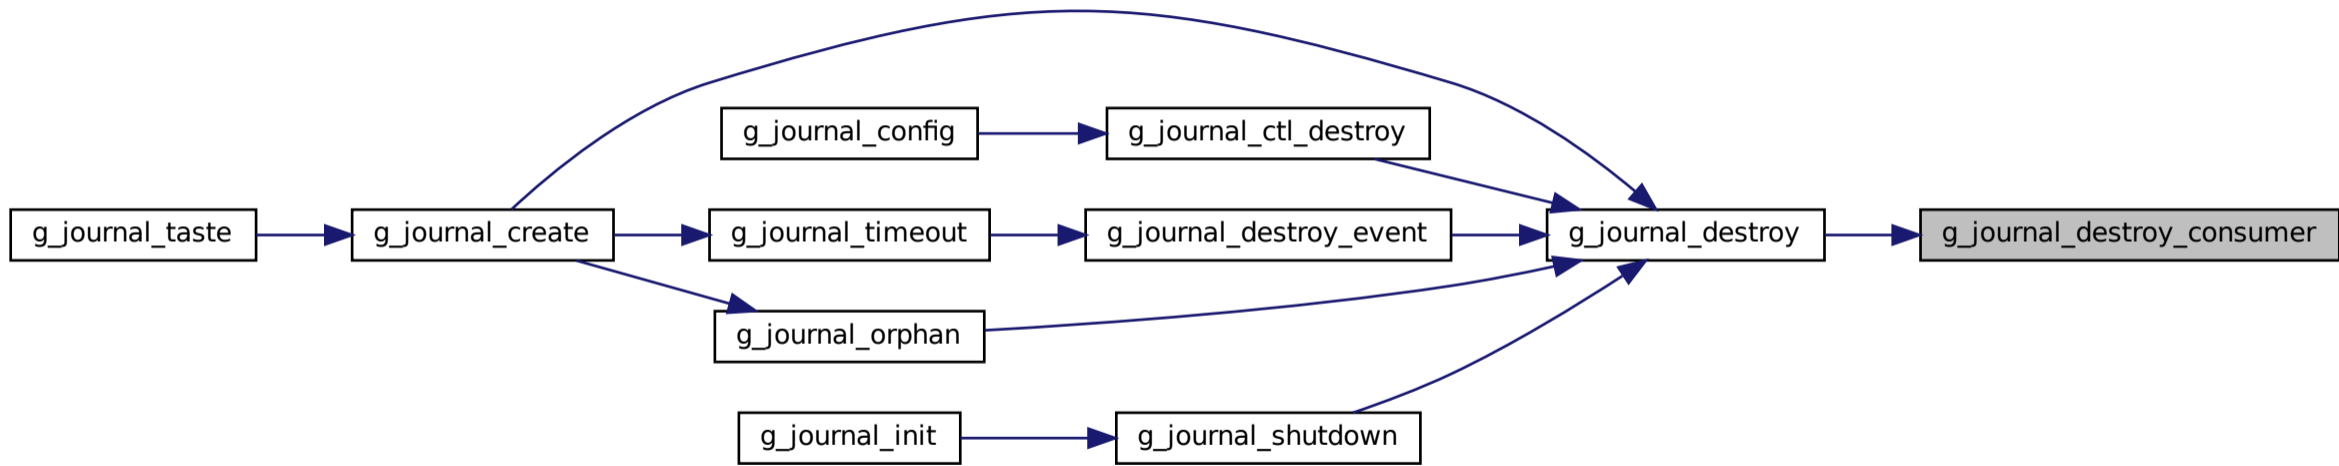 g_journal_config
g_journal_ctl_destroy
g_journal_taste
g_journal_create
g_journal_timeout
g_journal_destroy_event
g_journal_destroy
g_journal_destroy_consumer
g_journal_orphan
g_journal_init
g_journal_shutdown